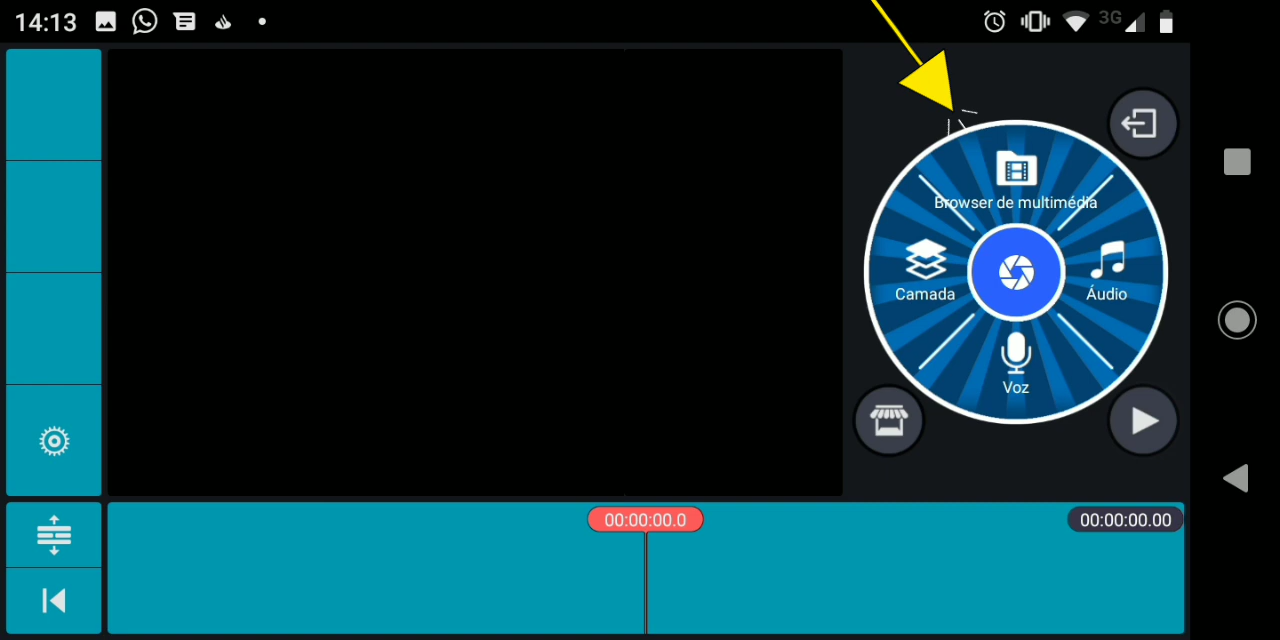 14:13
3G
Browser de multimédia
Camada
Áudio
Voz
00:00:00.0
00:00:00.00